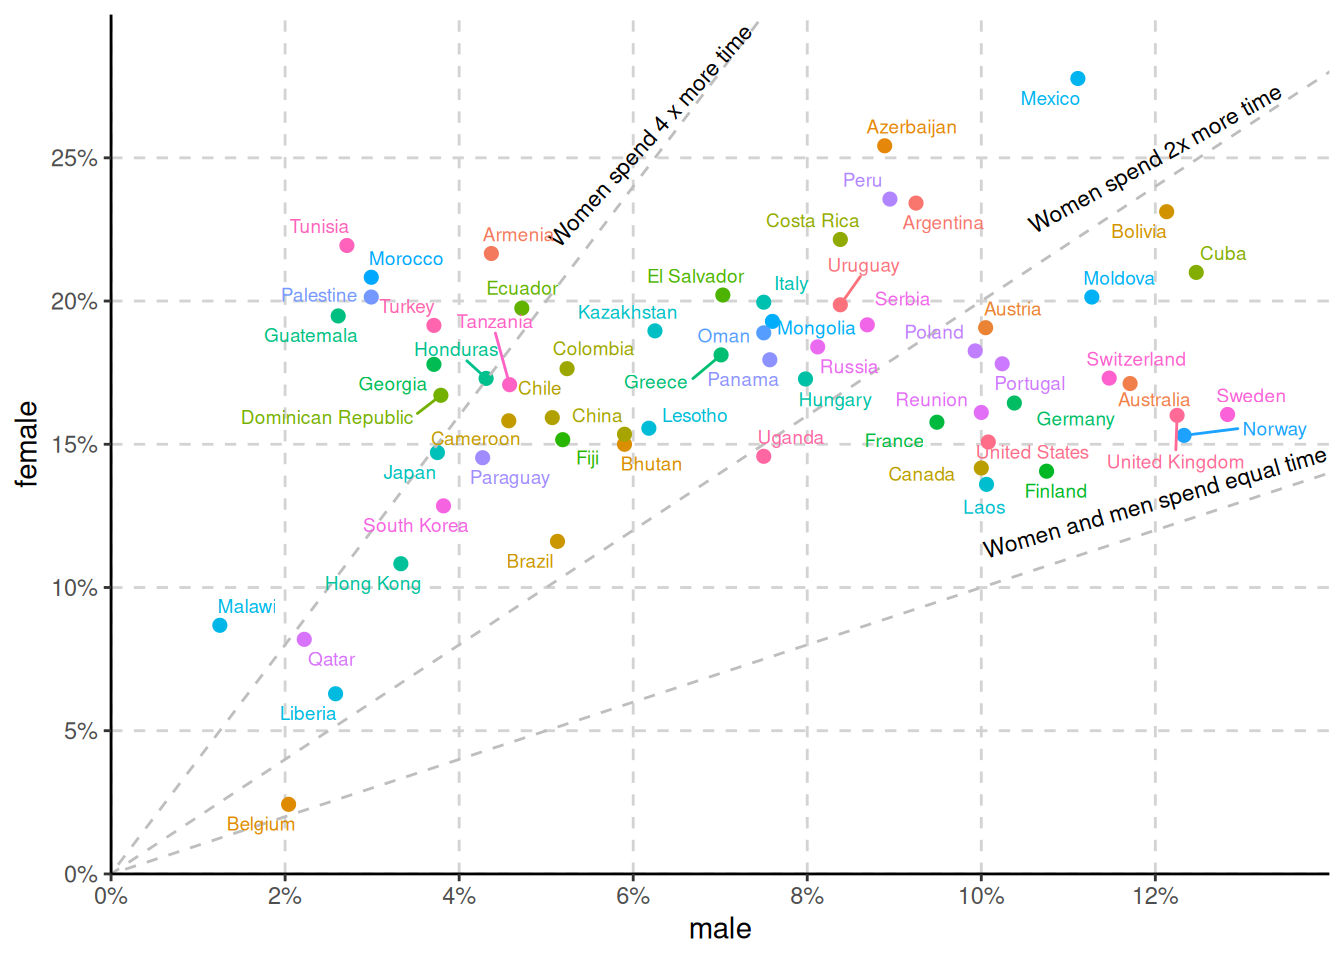 Women spend 4 x more time
Mexico
Women spend 2x more time
Azerbaijan
25%
Peru
Costa Rica
Argentina
Tunisia
Armenia
Bolivia
Cuba
Morocco
Uruguay
El Salvador
Italy
Moldova
Palestine
Ecuador
Serbia
20%
Turkey
Kazakhstan
Austria
Tanzania
Guatemala
Oman
Mongolia
Poland
Honduras
Colombia
Switzerland
Russia
Georgia
Greece
Panama
Portugal
Chile
Sweden
Hungary
Reunion
Australia
Dominican Republic
China
Lesotho
Germany
Norway
15%
Cameroon
Uganda
France
United States
Fiji
Bhutan
United Kingdom
Women and men spend equal time
Japan
Paraguay
Canada
Finland
Laos
South Korea
Brazil
Hong Kong
10%
Malawi
Qatar
Liberia
5%
Belgium
0%
0%
2%
4%
6%
8%
10%
12%
male
female